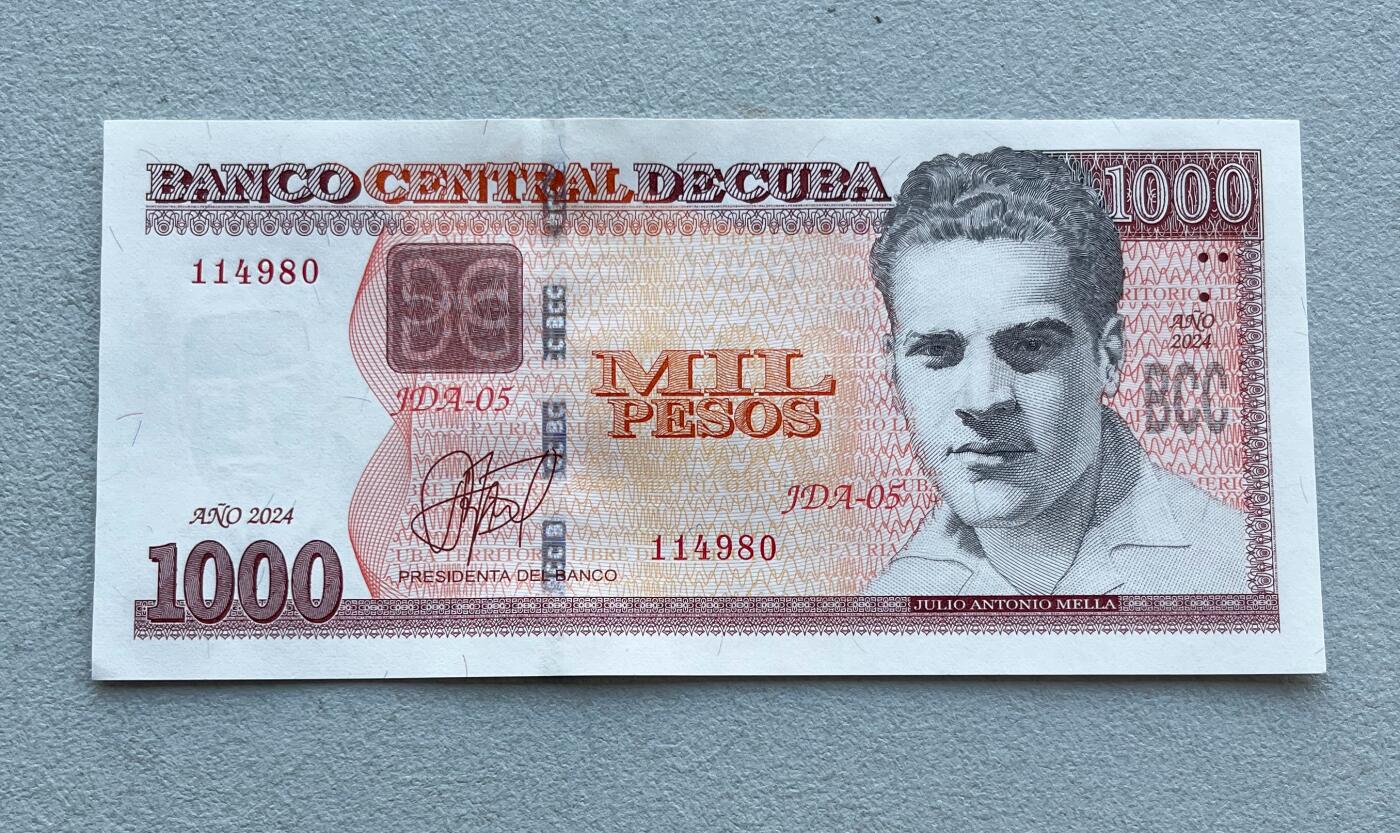 BANCO CENTRAL DE CUBA
1000
114980
AÑO
2024
BCC
JDA-05
MIL
PESOS
JDA-05
114980
AÑO 2024
1000
PRESIDENTA DEL BANCO
JULIO ANTONIO MELLA